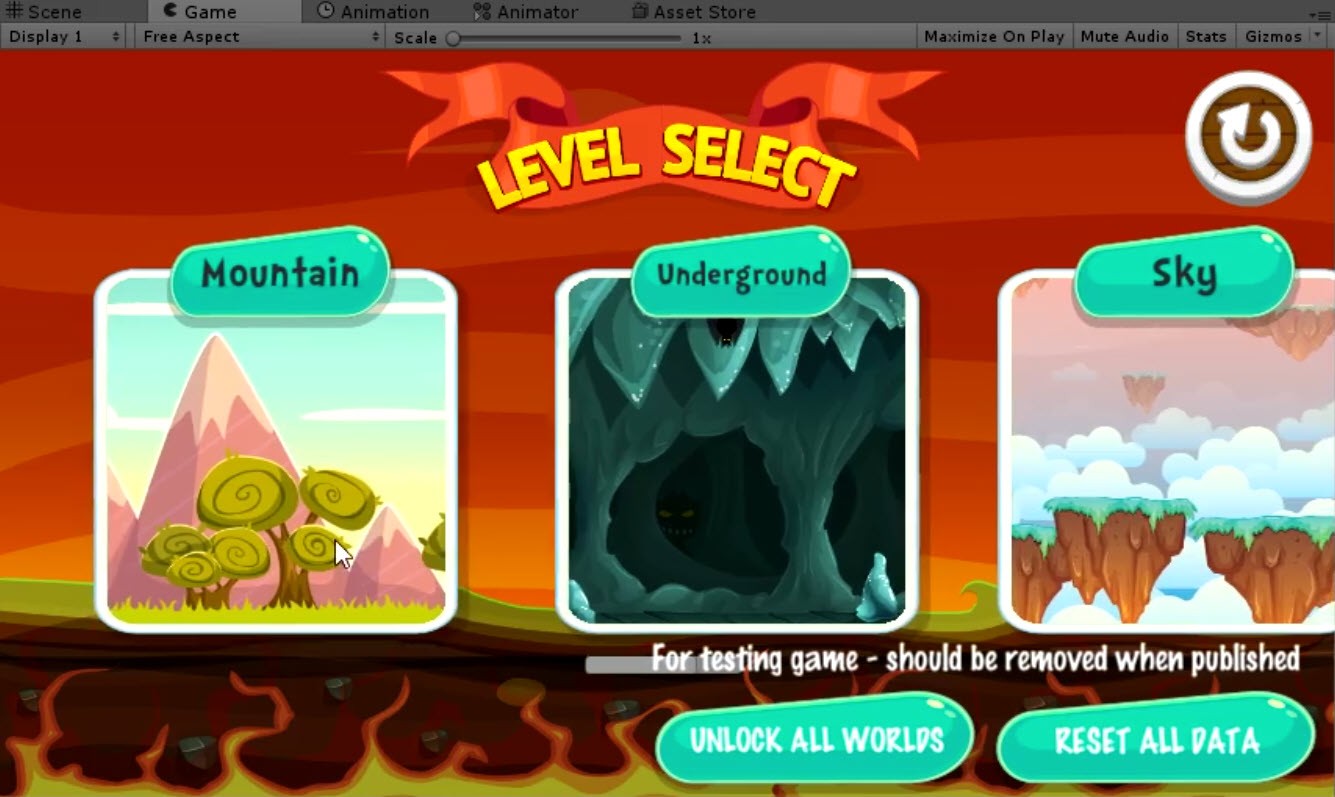 Scene Game Animation Animator Asset Store
Display 1 Free Aspect Scale 1x Maximize On Play Mute Audio Stats Gizmos
LEVEL SELECT
Mountain Underground Sky
For testing game - should be removed when published
UNLOCK ALL WORLDS RESET ALL DATA